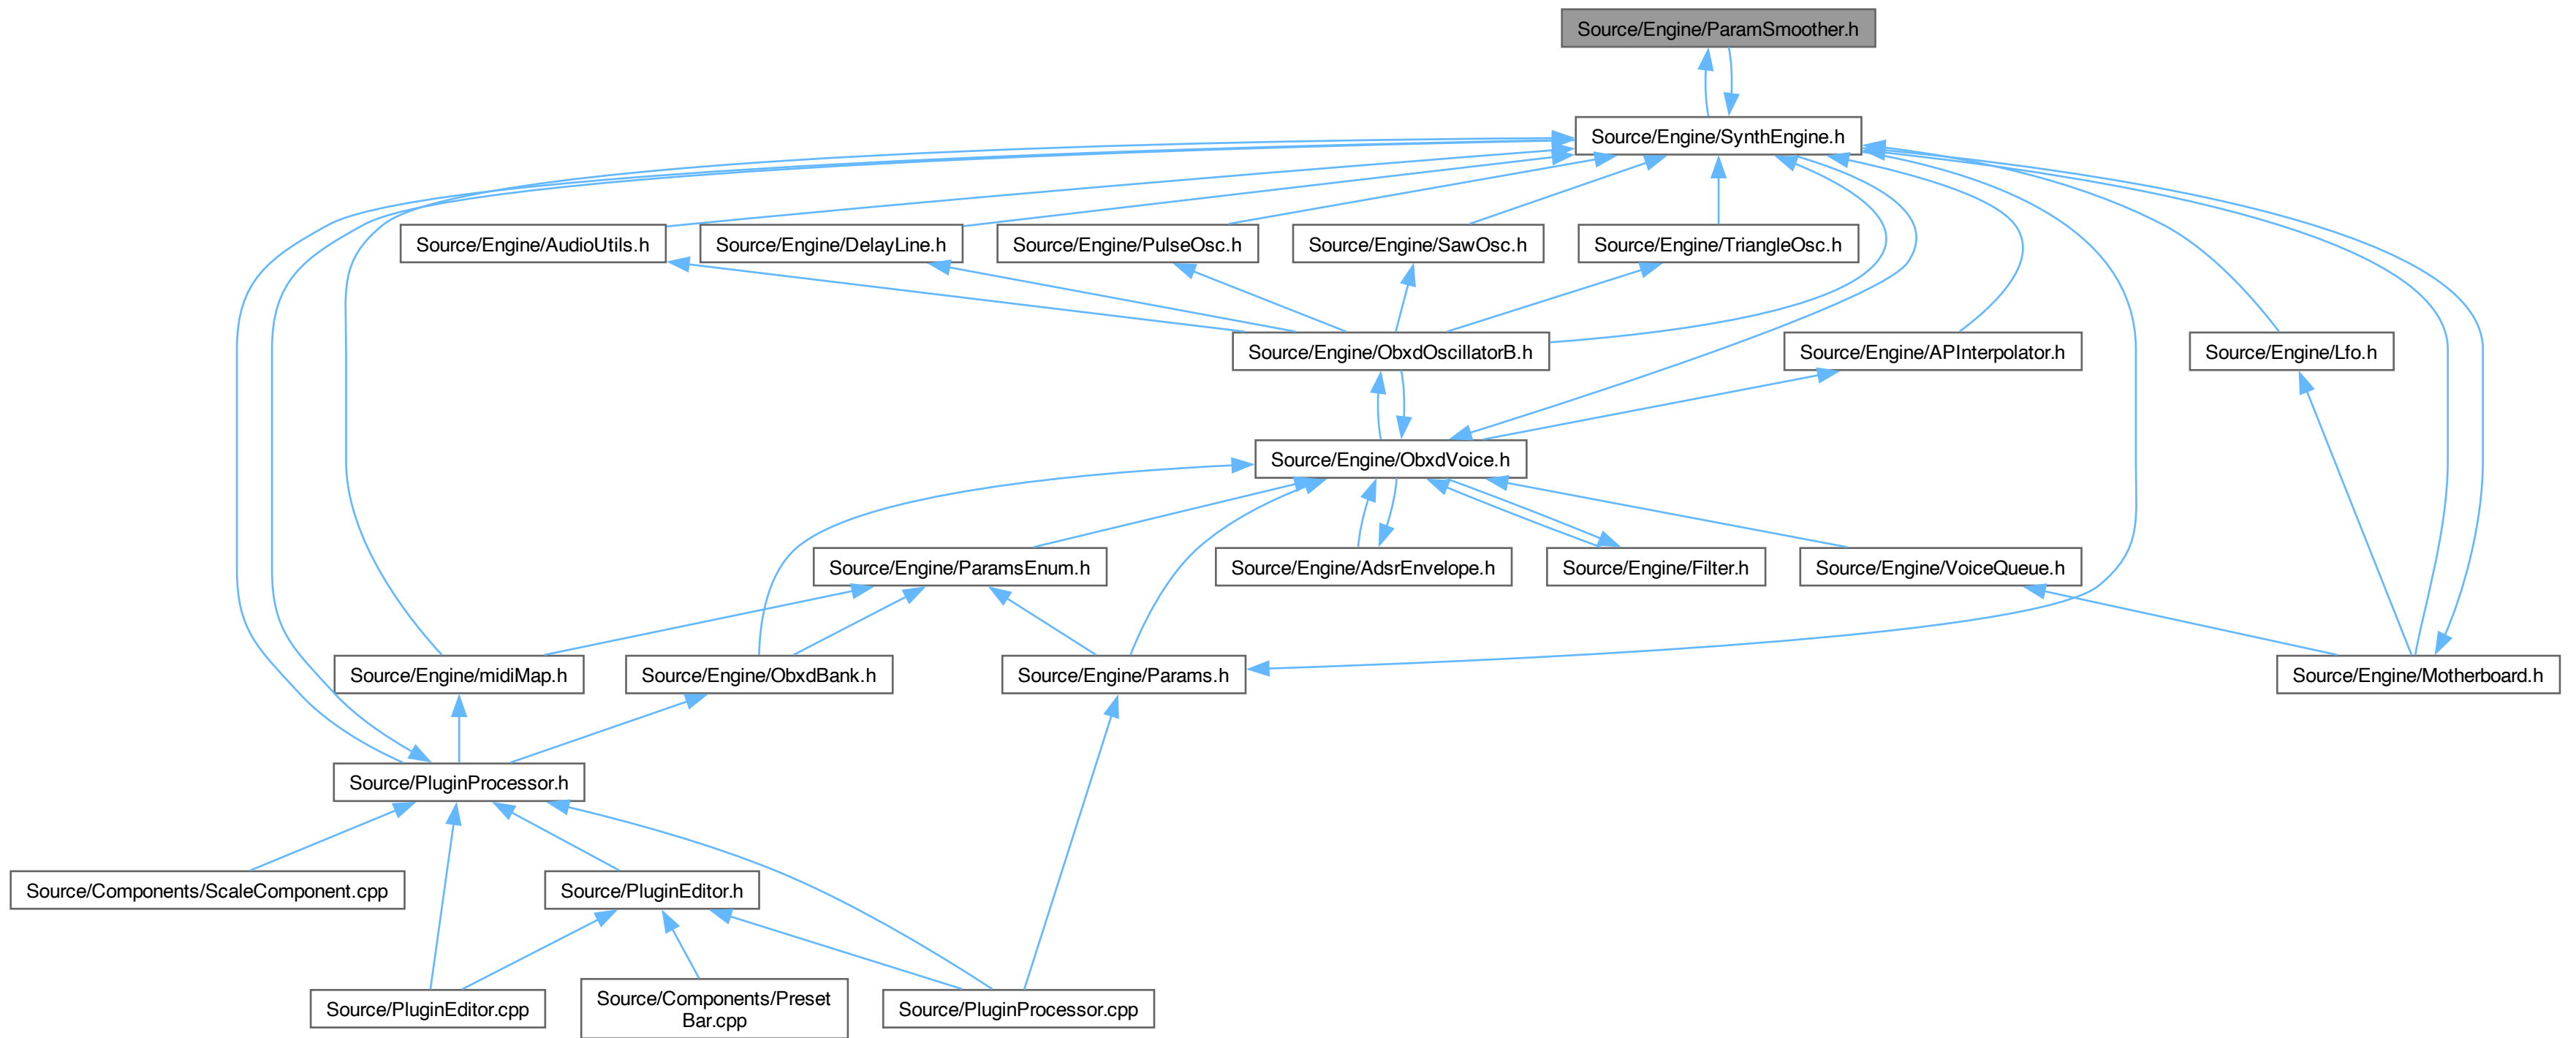 Source/Engine/ParamSmoother.h
Source/Engine/SynthEngine.h
Source/Engine/AudioUtils.h
Source/Engine/DelayLine.h
Source/Engine/PulseOsc.h
Source/Engine/SawOsc.h
Source/Engine/TriangleOsc.h
Source/Engine/ObxdOscillatorB.h
Source/Engine/APInterpolator.h
Source/Engine/Lfo.h
Source/Engine/ObxdVoice.h
Source/Engine/ParamsEnum.h
Source/Engine/AdsrEnvelope.h
Source/Engine/Filter.h
Source/Engine/VoiceQueue.h
Source/Engine/midiMap.h
Source/Engine/ObxdBank.h
Source/Engine/Params.h
Source/Engine/Motherboard.h
Source/PluginProcessor.h
Source/Components/ScaleComponent.cpp
Source/PluginEditor.h
Source/PluginEditor.cpp
Source/Components/Preset
Bar.cpp
Source/PluginProcessor.cpp